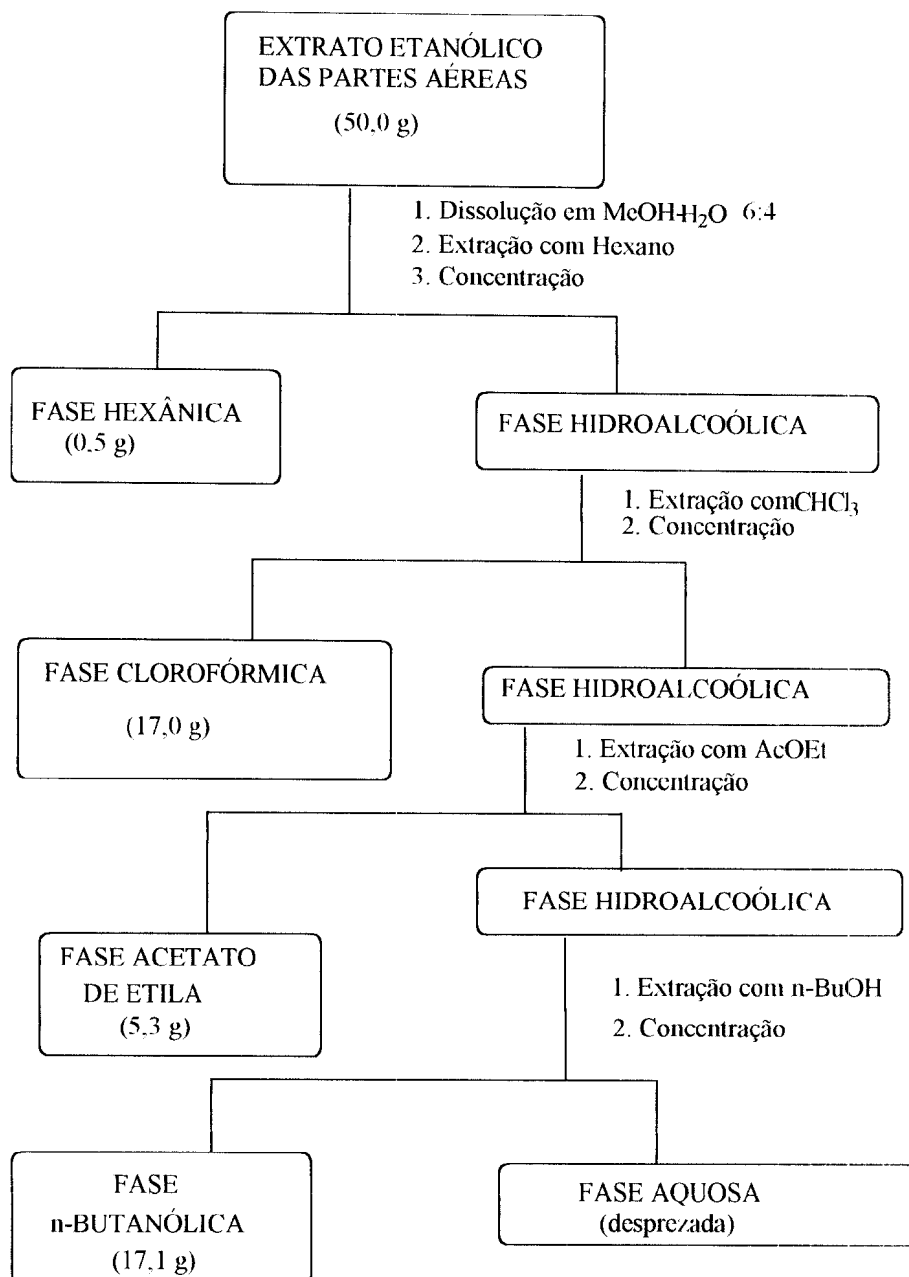 EXTRATO ETANÓLICO
DAS PARTES AÉREAS
(50,0 g)
1. Dissolução em MeOH-H₂O 6:4
2. Extração com Hexano
3. Concentração
FASE HEXÂNICA
(0.5 g)
FASE HIDROALCOÓLICA
1. Extração comCHCl₃
2. Concentração
FASE CLOROFÓRMICA
(17,0 g)
FASE HIDROALCOÓLICA
1. Extração com AcOEt
2. Concentração
FASE HIDROALCOÓLICA
FASE ACETATO
DE ETILA
(5,3 g)
1. Extração com n-BuOH
2. Concentração
FASE
n-BUTANÓLICA
(17,1 g)
FASE AQUOSA
(desprezada)